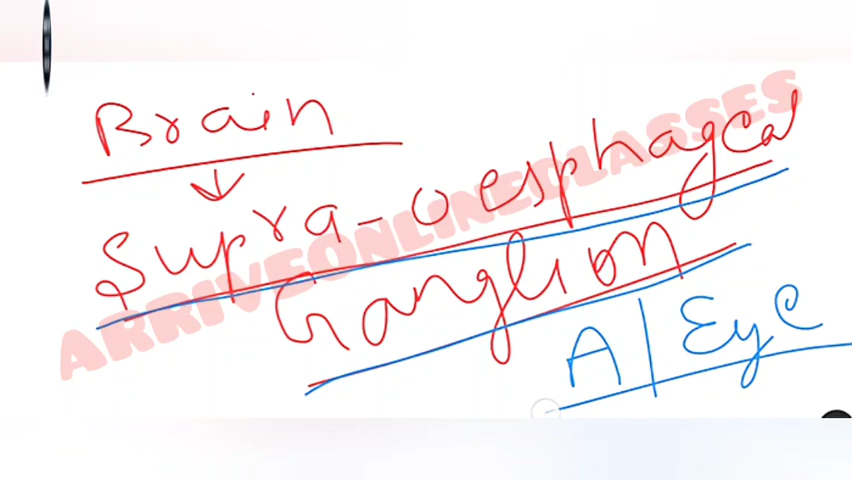 Brain
Supra-oesphageal
Ganglion
A/Eye
ARRIVEONLINECLASSES